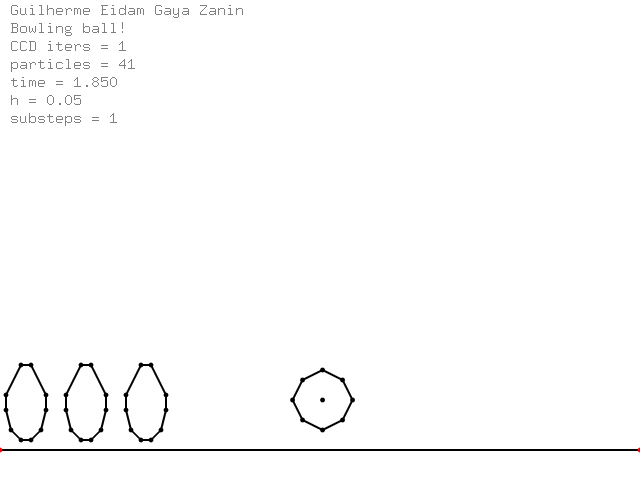 Guilherme Eidam Gaya Zanin
Bowling ball!
CCD iters = 1
particles = 41
time = 1.850
h = 0.05
substeps = 1